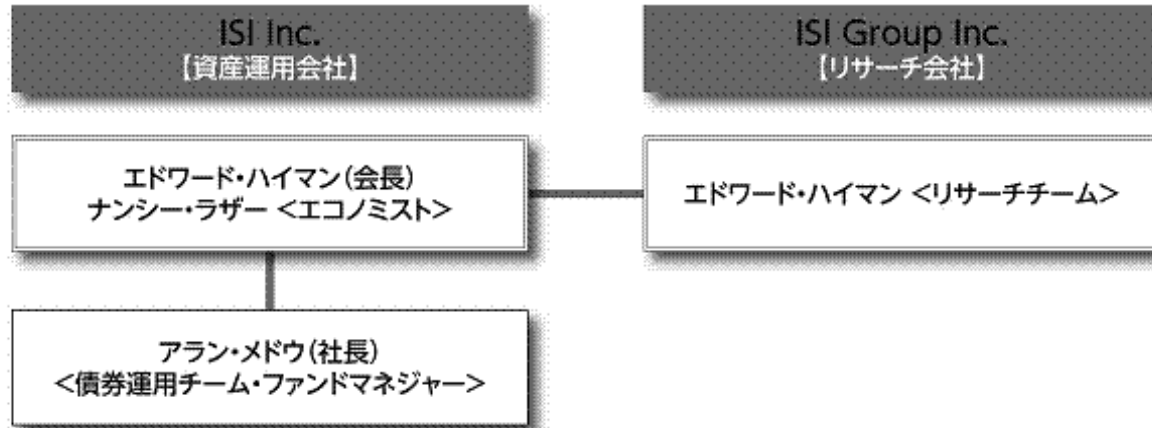 ISI Inc.
【資産運用会社】
ISI Group Inc.
【リサーチ会社】
エドワード・ハイマン(会長)
ナンシー・ラザー <エコノミスト>
エドワード・ハイマン <リサーチチーム>
アラン・メドウ(社長)
<債券運用チーム・ファンドマネジャー>